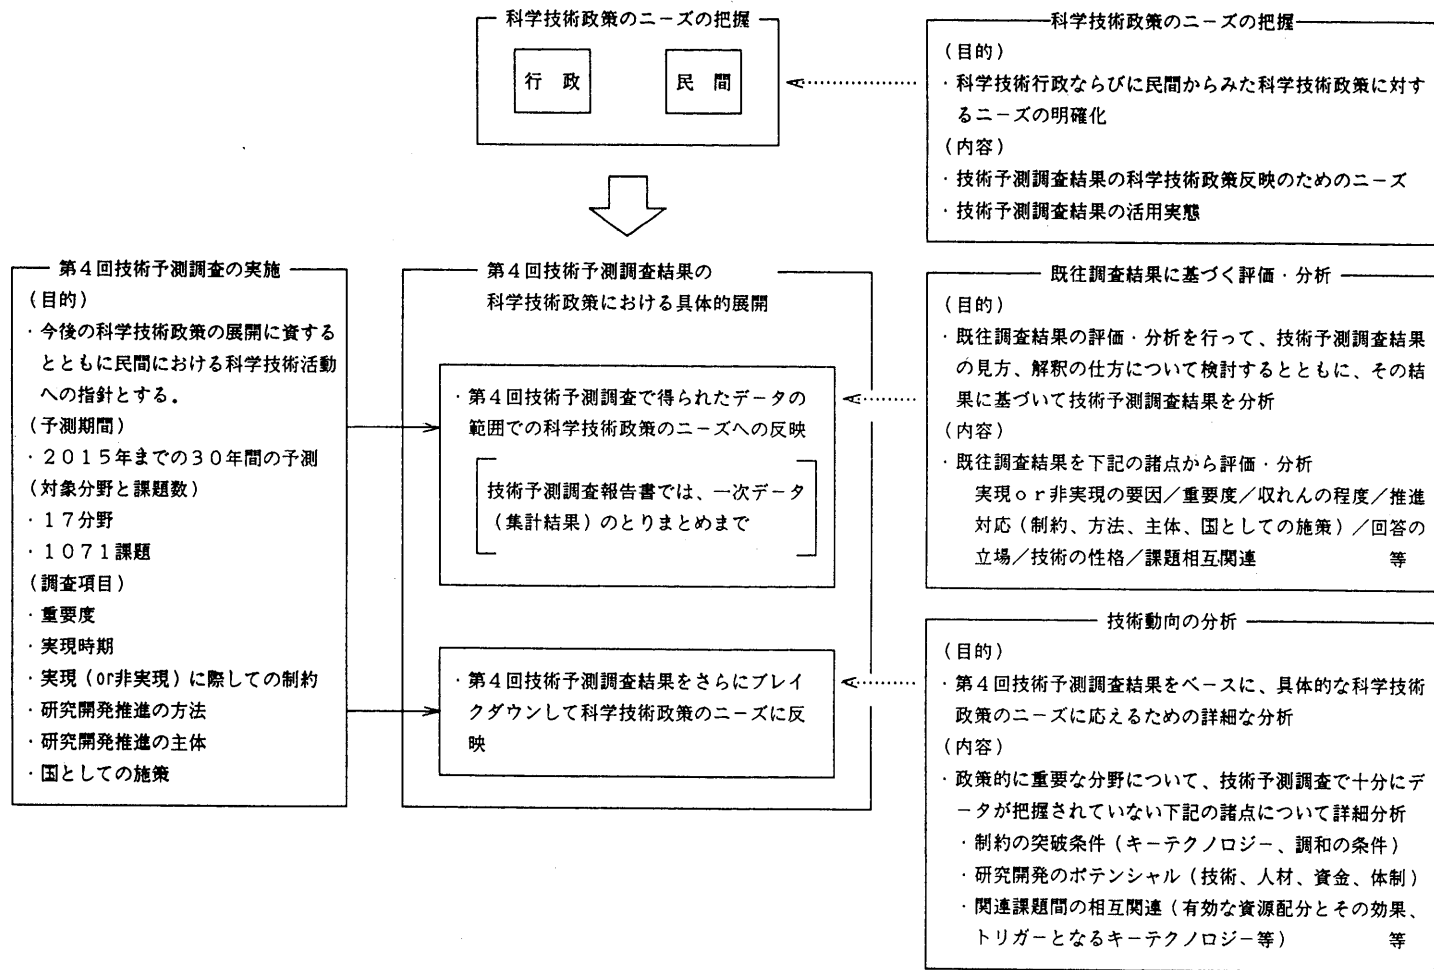 科学技術政策のニーズの把握
行政
民間
科学技術政策のニーズの把握
(目的)
・科学技術行政ならびに民間からみた科学技術政策に対す
るニーズの明確化
(内容)
・技術予測調査結果の科学技術政策反映のためのニーズ
・技術予測調査結果の活用実態
第4回技術予測調査の実施
(目的)
・今後の科学技術政策の展開に資する
とともに民間における科学技術活動
への指針とする。
(予測期間)
・2015年までの30年間の予測
(対象分野と課題数)
・17分野
・1071課題
(調査項目)
・重要度
・実現時期
・実現(or非実現)に際しての制約
・研究開発推進の方法
・研究開発推進の主体
・国としての施策
第4回技術予測調査結果の
科学技術政策における具体的展開
・第4回技術予測調査で得られたデータの
範囲での科学技術政策のニーズへの反映
技術予測調査報告書では、一次データ
(集計結果)のとりまとめまで
・第4回技術予測調査結果をさらにブレイ
クダウンして科学技術政策のニーズに反
映
既往調査結果に基づく評価・分析
(目的)
・既往調査結果の評価・分析を行って、技術予測調査結果
の見方、解釈の仕方について検討するとともに、その結
果に基づいて技術予測調査結果を分析
(内容)
・既往調査結果を下記の諸点から評価・分析
実現or非実現の要因/重要度/収れんの程度/推進
対応(制約、方法、主体、国としての施策)/回答の
立場/技術の性格/課題相互関連 等
技術動向の分析
(目的)
・第4回技術予測調査結果をベースに、具体的な科学技術
政策のニーズに応えるための詳細な分析
(内容)
・政策的に重要な分野について、技術予測調査で十分にデ
ータが把握されていない下記の諸点について詳細分析
・制約の突破条件(キーテクノロジー、調和の条件)
・研究開発のポテンシャル(技術、人材、資金、体制)
・関連課題間の相互関連(有効な資源配分とその効果、
トリガーとなるキーテクノロジー等) 等